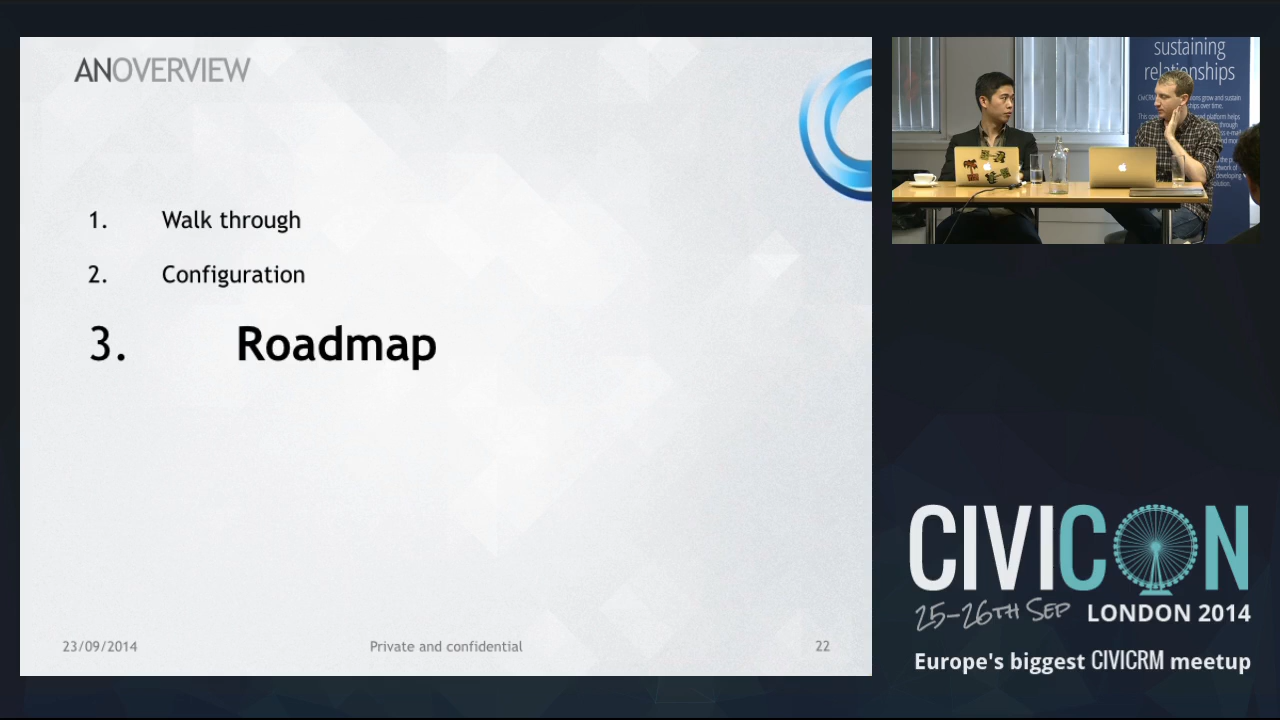 ANOVERVIEW
1. Walk through
2. Configuration
3. Roadmap
23/09/2014 Private and confidential 22
sustaining
relationships
CIVICON
25-26TH SEP LONDON 2014
Europe's biggest CIVICRM meetup